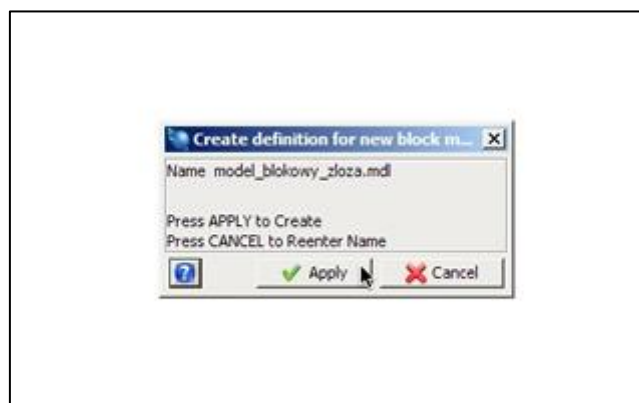 Create definition for new block m...
Name model_blokowy_zloza.mdl
Press APPLY to Create
Press CANCEL to Reenter Name
? Apply Cancel